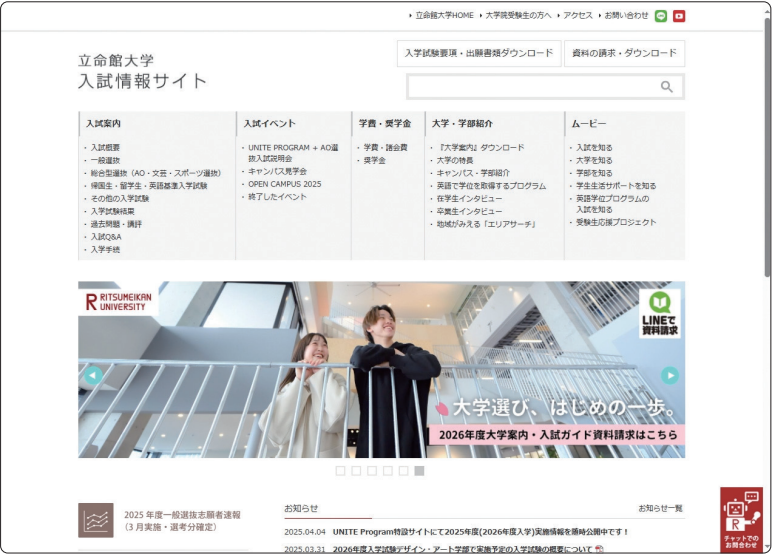 立命館大学HOME
大学院受験生の方へ
アクセス
お問い合わせ
立命館大学
入試情報サイト
入学試験要項・出願書類ダウンロード
資料の請求・ダウンロード
入試案内
・ 入試概要
・ 一般選抜
・ 総合型選抜（AO・文芸・スポーツ選抜）
・ 帰国生・留学生・英語基準入学試験
・ その他の入学試験
・ 入学試験結果
・ 過去問題・講評
・ 入試Q&A
・ 入学手続
入試イベント
・ UNITE PROGRAM + AO選
抜入試説明会
・ キャンパス見学会
・ OPEN CAMPUS 2025
・ 終了したイベント
学費・奨学金
・ 学費・諸会費
・ 奨学金
大学・学部紹介
・ 『大学案内』ダウンロード
・ 大学の特長
・ キャンパス・学部紹介
・ 英語で学位を取得するプログラム
・ 在学生インタビュー
・ 卒業生インタビュー
・ 地域がみえる「エリアサーチ」
ムービー
・ 入試を知る
・ 大学を知る
・ 学部を知る
・ 学生生活サポートを知る
・ 英語学位プログラムの
入試を知る
・ 受験生応援プロジェクト
R RITSUMEIKAN
UNIVERSITY
LINEで
資料請求
大学選び、はじめの一歩。
2026年度大学案内・入試ガイド資料請求はこちら
2025 年度一般選抜志願者速報
（3 月実施・選考分確定）
お知らせ
お知らせ一覧
2025.04.04 UNITE Program特設サイトにて2025年度(2026年度入学)実施情報を随時公開中です！
2025.03.31 2026年度入学試験デザイン・アート学部で実施予定の入学試験の概要について
R
チャットでの
お問合わせ